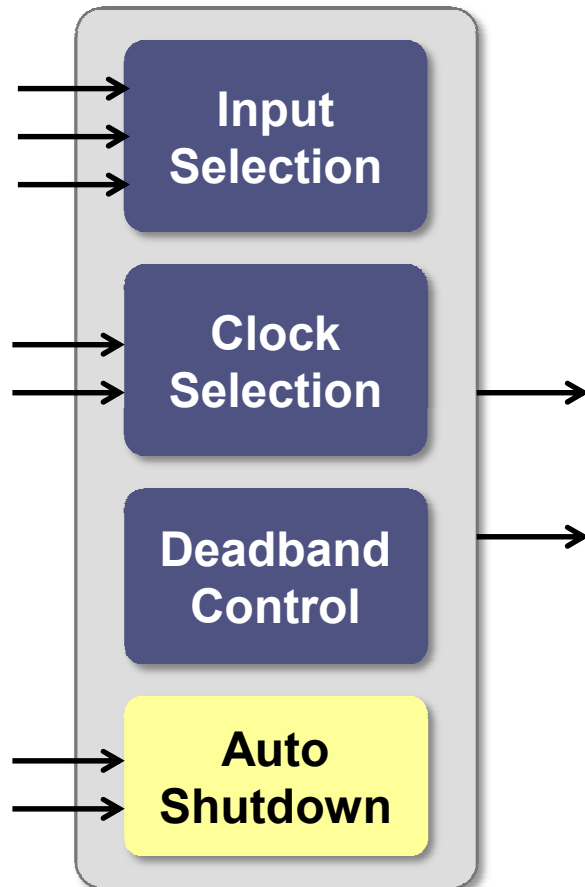 Input
Selection
Clock
Selection
Deadband
Control
Auto
Shutdown